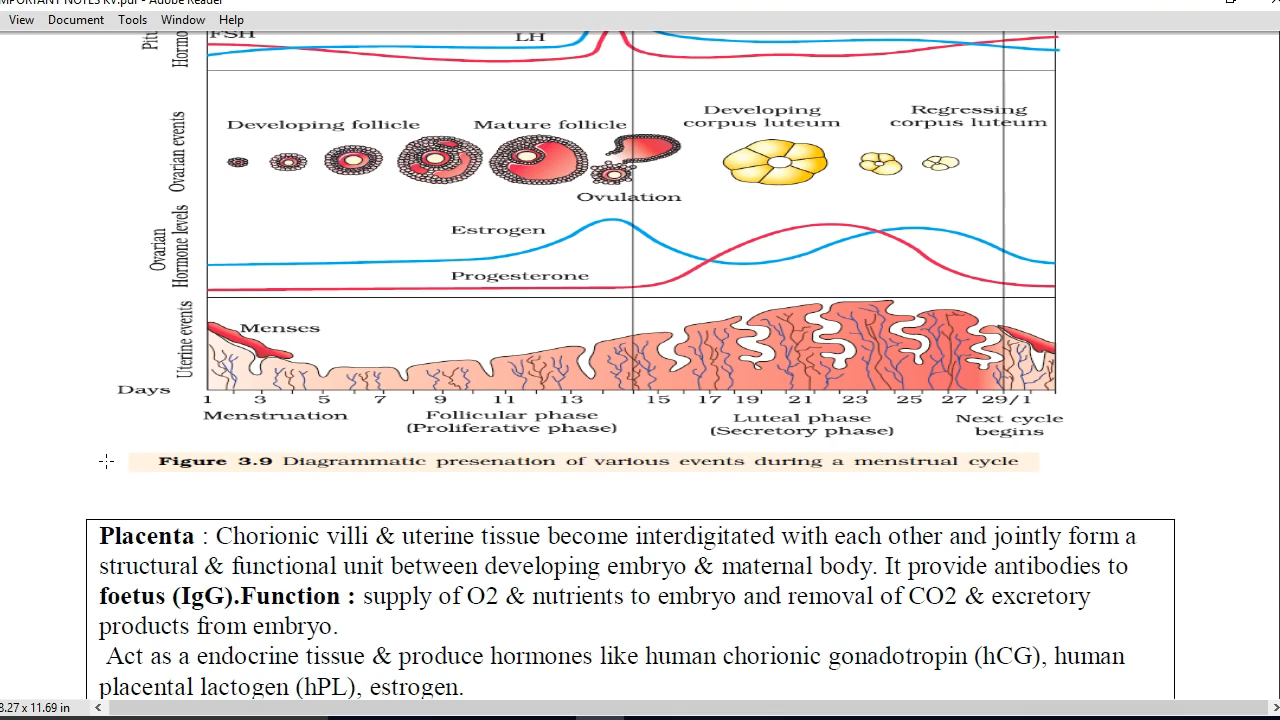 IMPORTANT NOTES KV.pdf - Adobe Reader
View Document Tools Window Help
FSH
LH
Hormo
Developing follicle
Mature follicle
Developing
corpus luteum
Regressing
corpus luteum
Ovarian events
Ovulation
Estrogen
Progesterone
Ovarian
Hormone levels
Menses
Uterine events
Days
1 3 5 7 9 11 13 15 17 19 21 23 25 27 29/1
Menstruation
Follicular phase
(Proliferative phase)
Luteal phase
(Secretory phase)
Next cycle
begins
Figure 3.9 Diagrammatic presenation of various events during a menstrual cycle
Placenta : Chorionic villi & uterine tissue become interdigitated with each other and jointly form a
structural & functional unit between developing embryo & maternal body. It provide antibodies to
foetus (IgG).Function : supply of O2 & nutrients to embryo and removal of CO2 & excretory
products from embryo.
Act as a endocrine tissue & produce hormones like human chorionic gonadotropin (hCG), human
placental lactogen (hPL), estrogen.
8.27 x 11.69 in